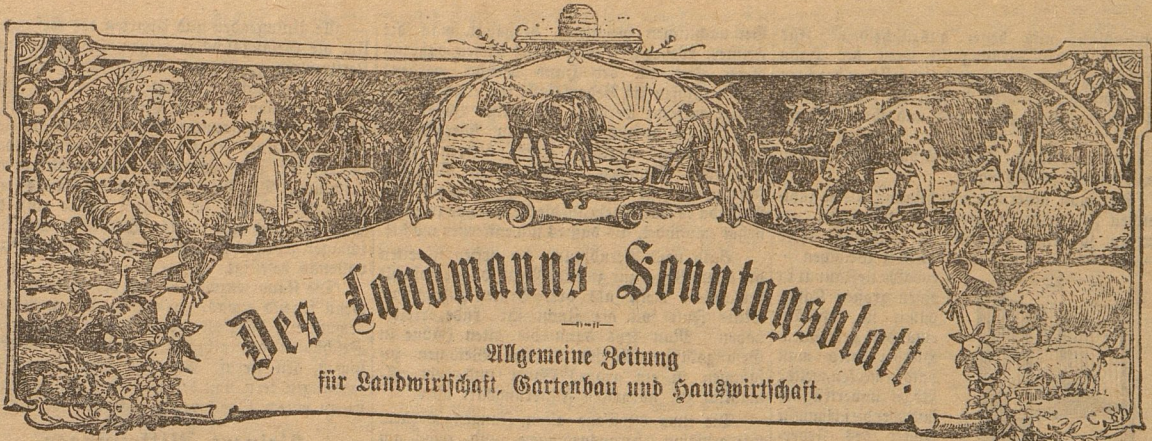 Des Landmanns Sonntagsblatt.
Allgemeine Zeitung
für Landwirtschaft, Gartenbau und Hauswirtschaft.